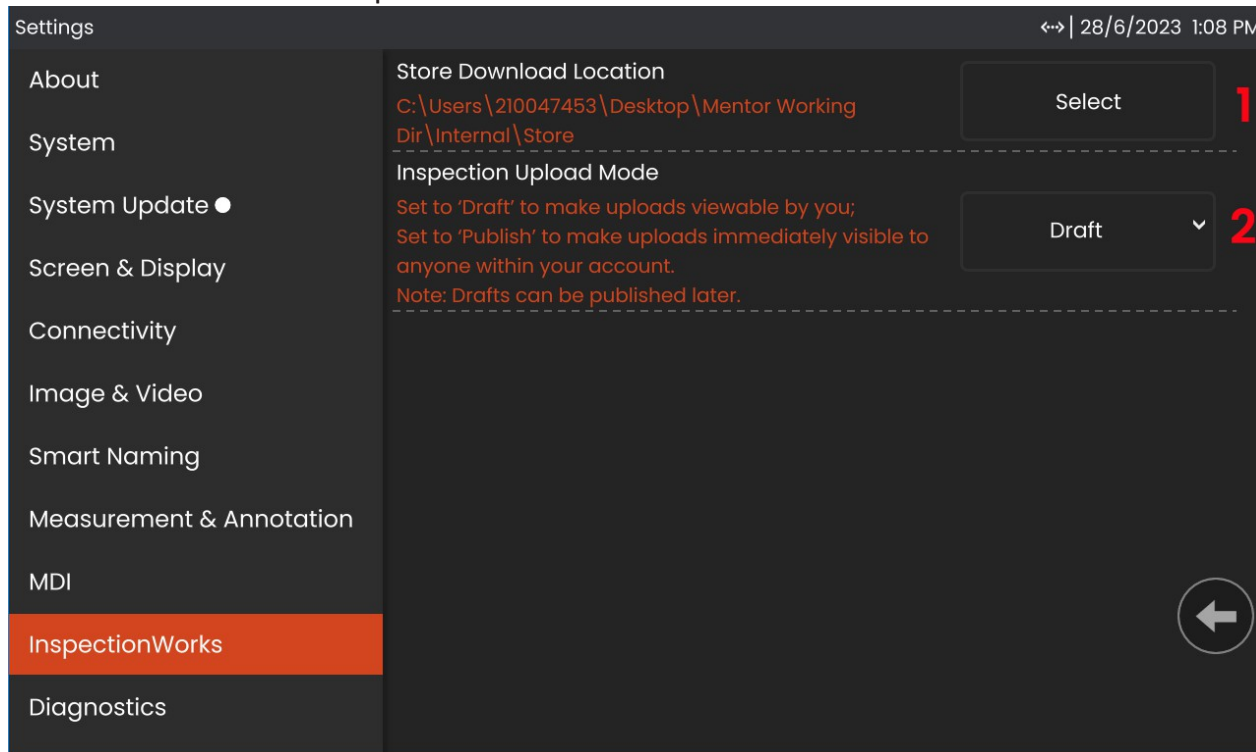 Settings
28/6/2023 1:08 PM
About
System
System Update
Screen & Display
Connectivity
Image & Video
Smart Naming
Measurement & Annotation
MDI
InspectionWorks
Diagnostics
Store Download Location
C:\Users\210047453\Desktop\Mentor Working
Dir\Internal\Store
Select
1
Inspection Upload Mode
Set to 'Draft' to make uploads viewable by you;
Set to 'Publish' to make uploads immediately visible to
anyone within your account.
Note: Drafts can be published later.
Draft
2